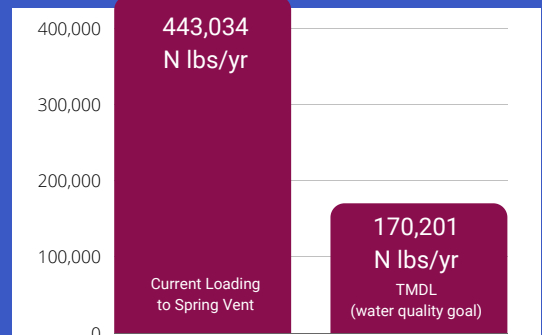 400,000
300,000
200,000
100,000
0
443,034
N lbs/yr
Current Loading
to Spring Vent
170,201
N lbs/yr
TMDL
(water quality goal)